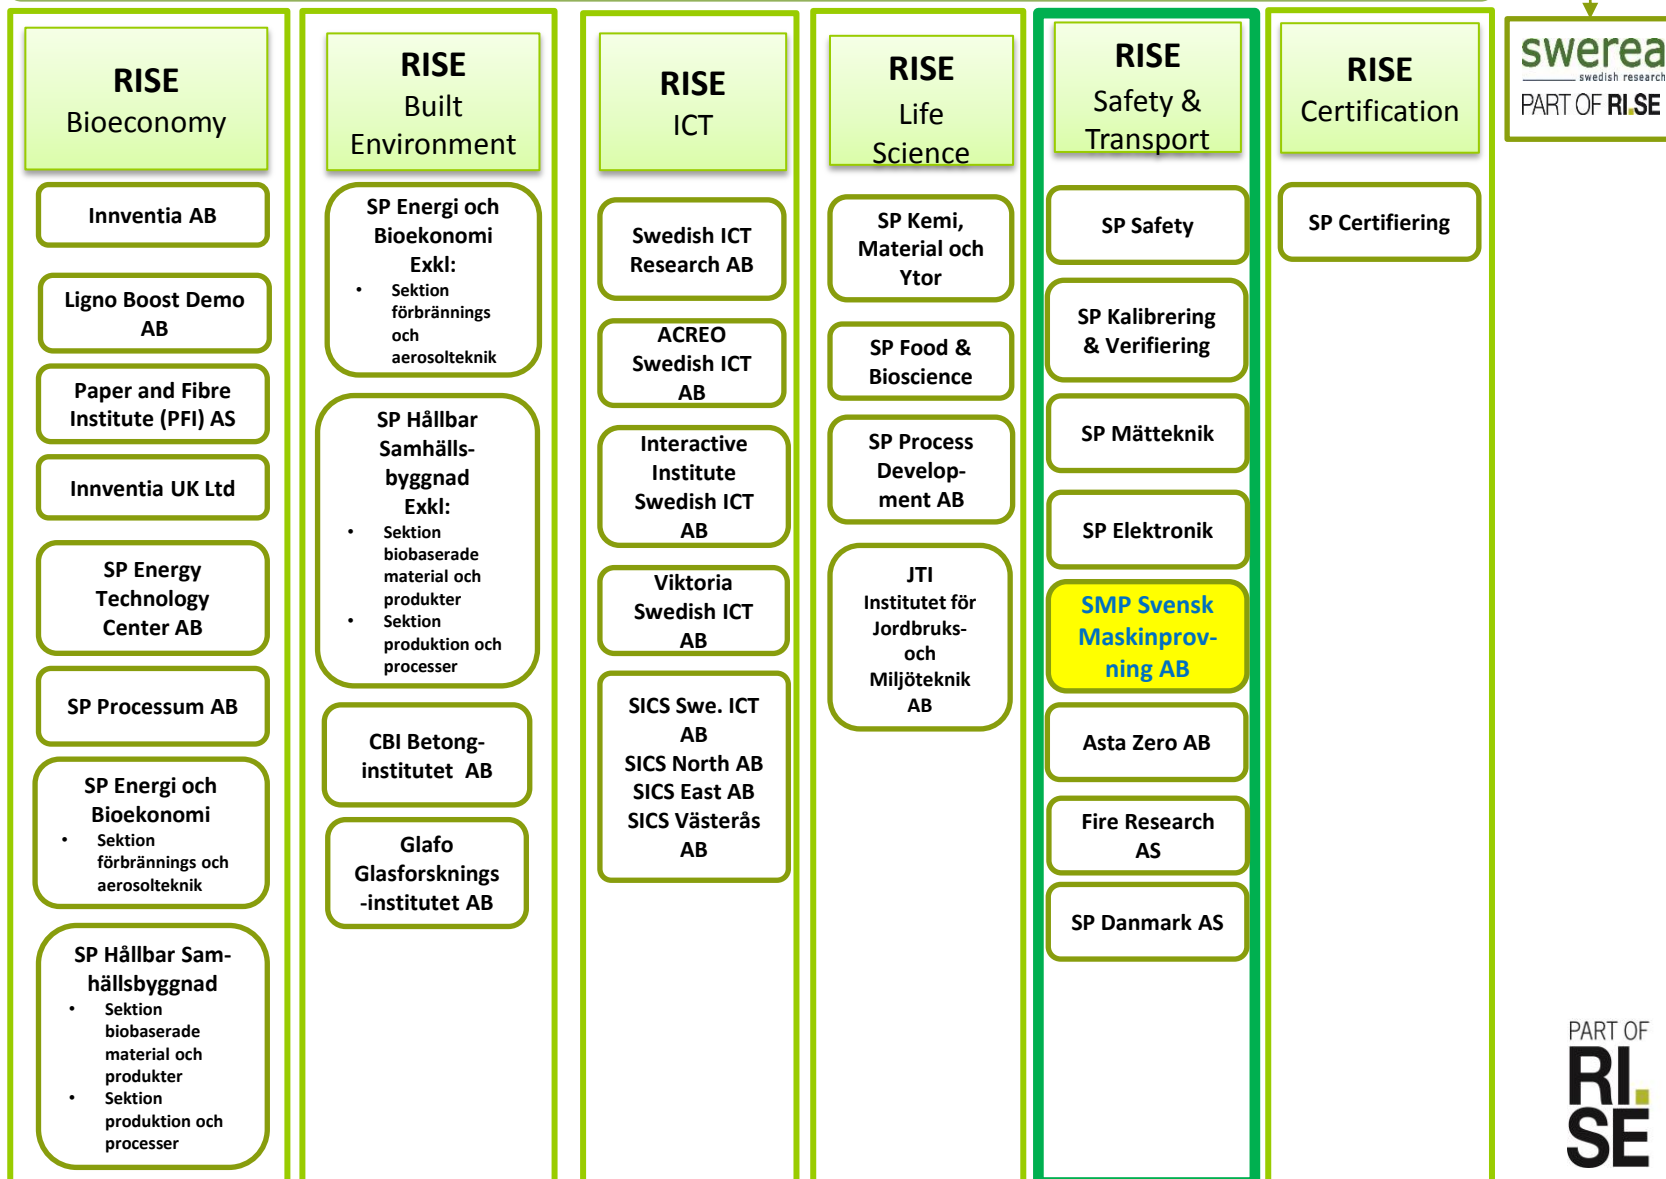 RISE
Bioeconomy
Innventia AB
Ligno Boost Demo
AB
Paper and Fibre
Institute (PFI) AS
Innventia UK Ltd
SP Energy
Technology
Center AB
SP Processum AB
SP Energi och
Bioekonomi
• Sektion
förbrännings och
aerosolteknik
SP Hållbar Sam-
hällsbyggnad
• Sektion
biobaserade
material och
produkter
• Sektion
produktion och
processer
RISE
Built
Environment
SP Energi och
Bioekonomi
Exkl:
• Sektion
förbrännings
och
aerosolteknik
SP Hållbar
Samhälls-
byggnad
Exkl:
• Sektion
biobaserade
material och
produkter
• Sektion
produktion och
processer
CBI Betong-
institutet AB
Glafo
Glasforsknings
-institutet AB
RISE
ICT
Swedish ICT
Research AB
ACREO
Swedish ICT
AB
Interactive
Institute
Swedish ICT
AB
Viktoria
Swedish ICT
AB
SICS Swe. ICT
AB
SICS North AB
SICS East AB
SICS Västerås
AB
RISE
Life
Science
SP Kemi,
Material och
Ytor
SP Food &
Bioscience
SP Process
Develop-
ment AB
JTI
Institutet för
Jordbruks-
och
Miljöteknik
AB
RISE
Safety &
Transport
SP Safety
SP Kalibrering
& Verifiering
SP Mätteknik
SP Elektronik
SMP Svensk
Maskinprov-
ning AB
Asta Zero AB
Fire Research
AS
SP Danmark AS
RISE
Certification
SP Certifiering
swerea
swedish research
PART OF RI.SE
PART OF
RI.
SE